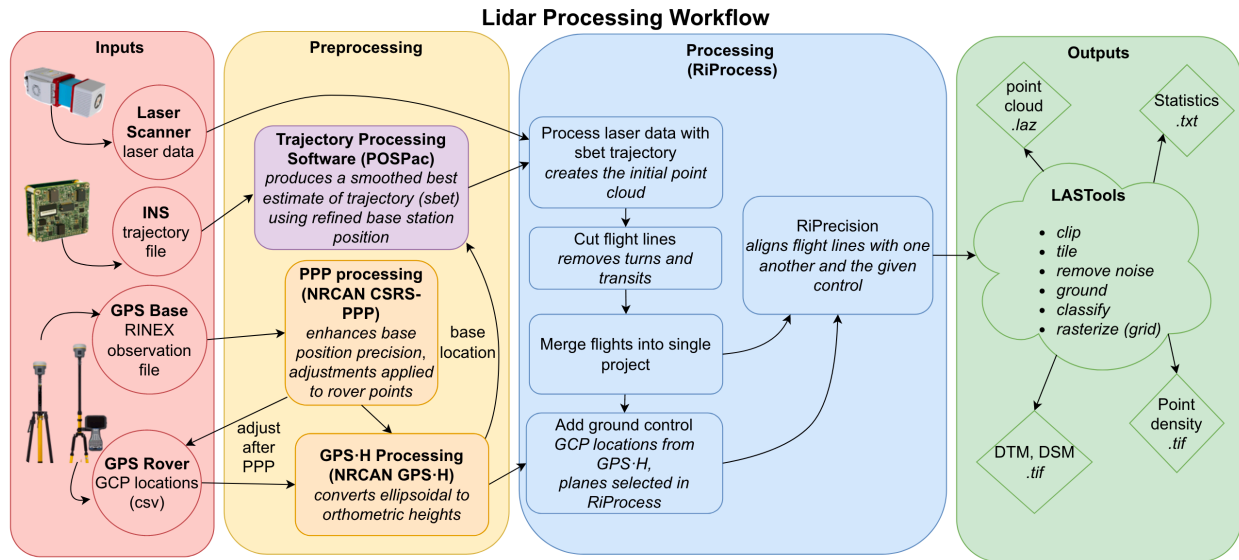 Lidar Processing Workflow
Inputs
Laser
Scanner
laser data
INS
trajectory
file
GPS Base
RINEX
observation
file
GPS Rover
GCP locations
(csv)
Preprocessing
Trajectory Processing
Software (POSPac)
produces a smoothed best
estimate of trajectory (sbet)
using refined base station
position
PPP processing
(NRCAN CSRS-
PPP)
enhances base
position precision,
adjustments applied
to rover points
base
location
adjust
after
PPP
GPS·H Processing
(NRCAN GPS·H)
converts ellipsoidal to
orthometric heights
Processing
(RiProcess)
Process laser data with
sbet trajectory
creates the initial point
cloud
Cut flight lines
removes turns and
transits
Merge flights into single
project
Add ground control
GCP locations from
GPS·H,
planes selected in
RiProcess
RiPrecision
aligns flight lines with one
another and the given
control
Outputs
point
cloud
.laz
Statistics
.txt
LASTools
• clip
• tile
• remove noise
• ground
• classify
• rasterize (grid)
DTM, DSM
.tif
Point
density
.tif